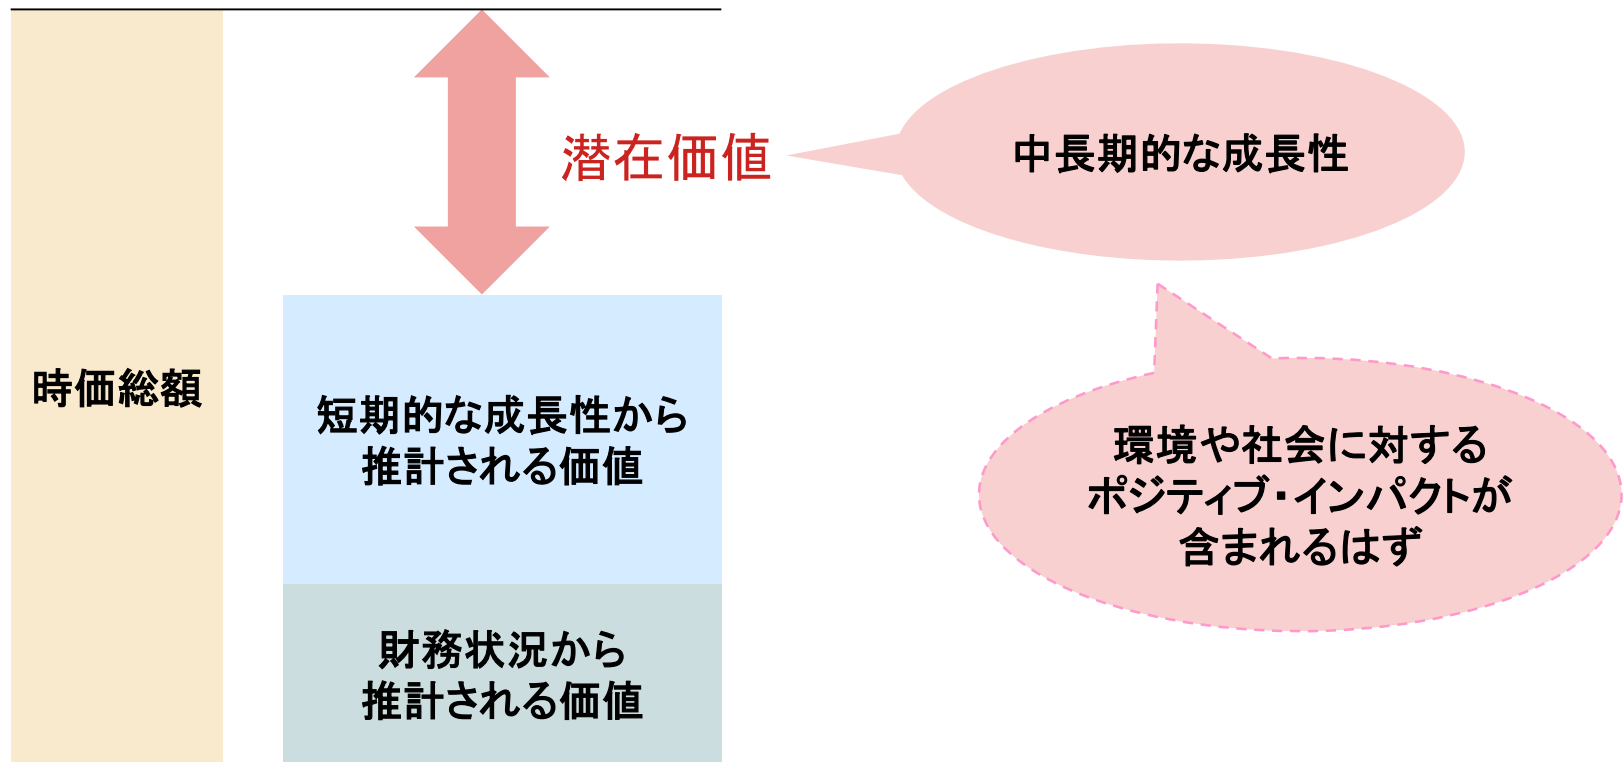 潜在価値
中長期的な成長性
時価総額
短期的な成長性から
推計される価値
環境や社会に対する
ポジティブ・インパクトが
含まれるはず
財務状況から
推計される価値